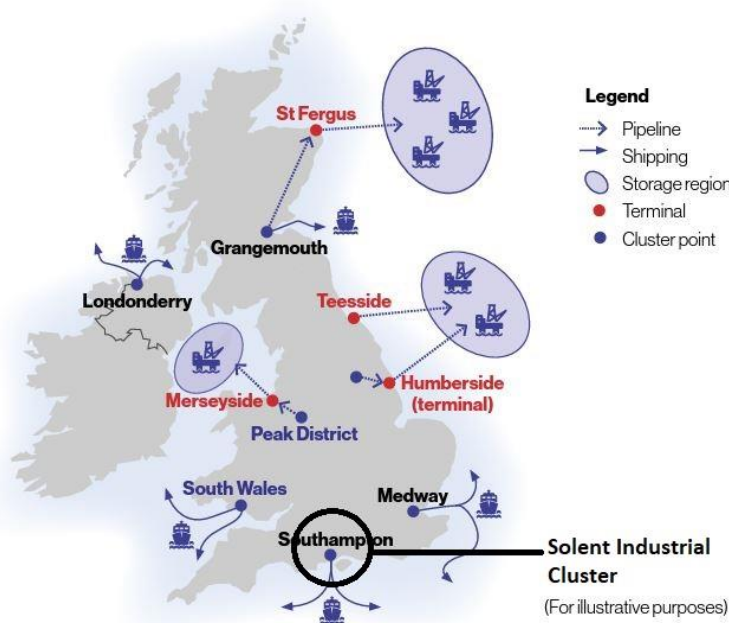 St Fergus
Legend
Pipeline
Shipping
Storage region
Terminal
Cluster point
Grangemouth
Londonderry
Teesside
Merseyside
Humberside
(terminal)
Peak District
South Wales
Medway
Southampton
Solent Industrial
Cluster
(For illustrative purposes)